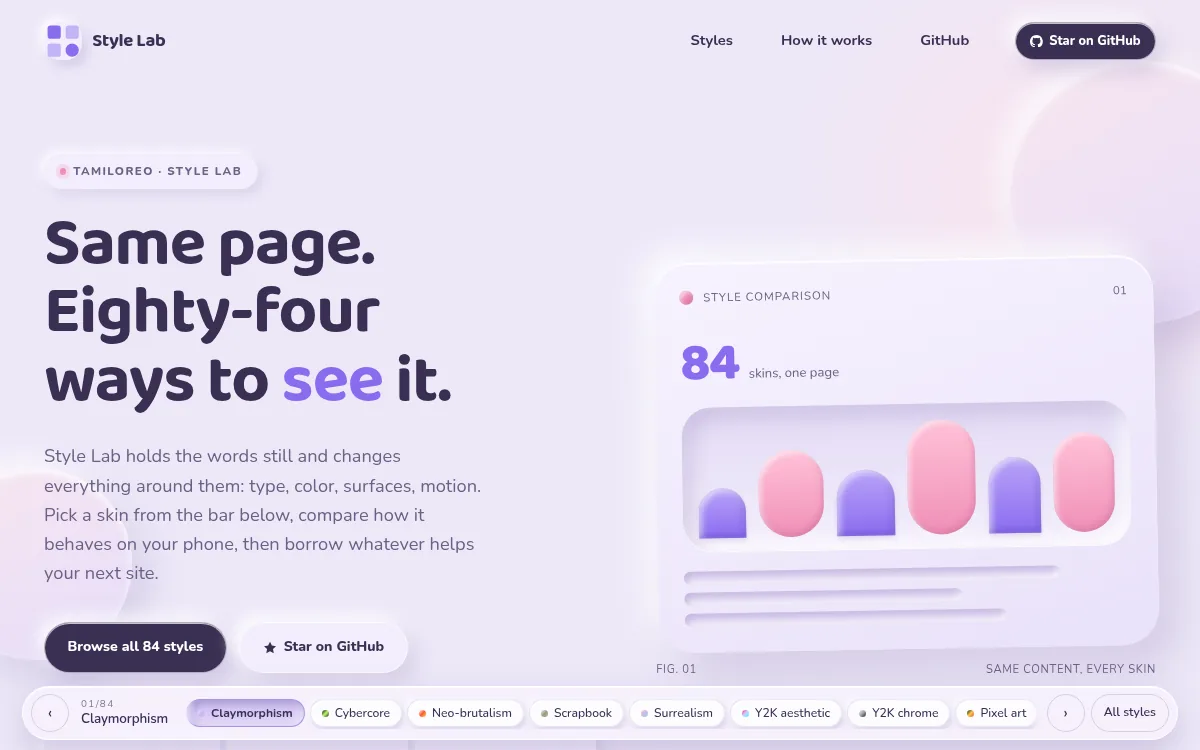 Style Lab
Styles
How it works
GitHub
Star on GitHub
TAMILOREO · STYLE LAB
Same page.
Eighty-four
ways to see it.
Style Lab holds the words still and changes
everything around them: type, color, surfaces, motion.
Pick a skin from the bar below, compare how it
behaves on your phone, then borrow whatever helps
your next site.
Browse all 84 styles
★ Star on GitHub
STYLE COMPARISON
01
84 skins, one page
FIG. 01
SAME CONTENT, EVERY SKIN
‹
01/84
Claymorphism
Claymorphism
Cybercore
Neo-brutalism
Scrapbook
Surrealism
Y2K aesthetic
Y2K chrome
Pixel art
›
All styles